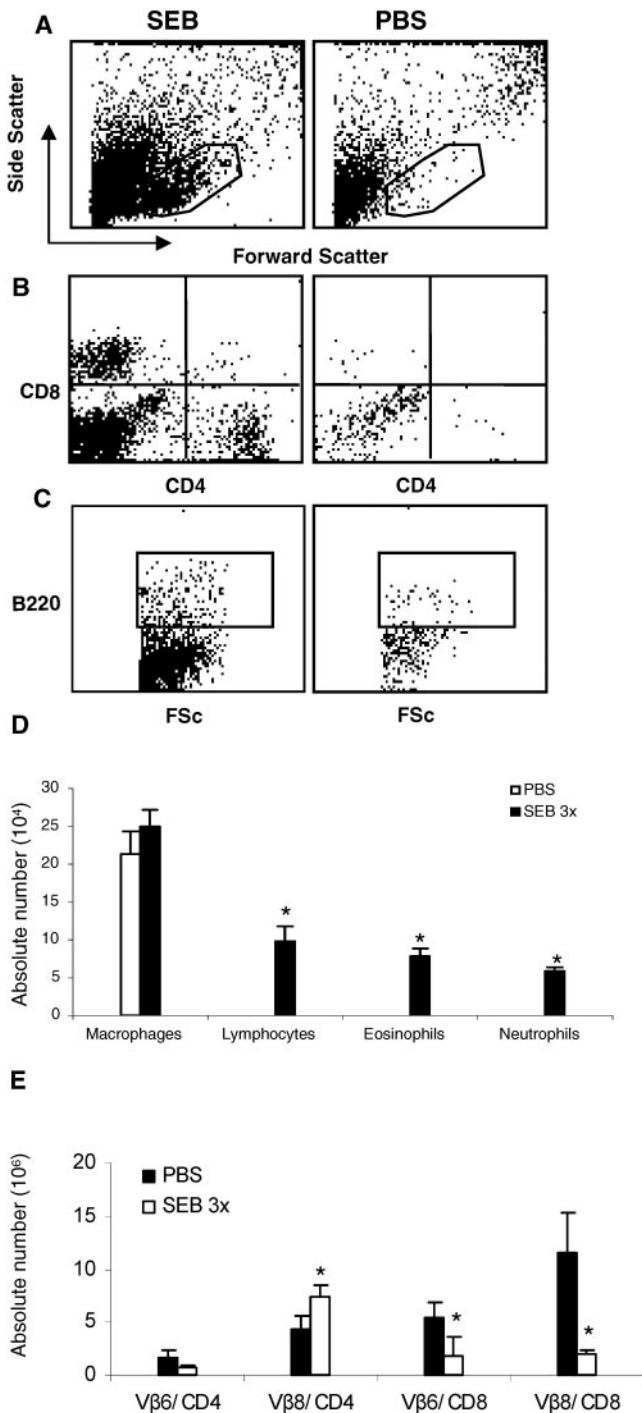 A
SEB
PBS
Side Scatter
Forward Scatter
B
CD8
CD4
CD4
C
B220
FSc
FSc
D
Absolute number (10⁴)
30
25
20
15
10
5
0
PBS
SEB 3x
*
*
*
Macrophages
Lymphocytes
Eosinophils
Neutrophils
E
Absolute number (10⁶)
20
15
10
5
0
PBS
SEB 3x
*
*
*
Vβ6/ CD4
Vβ8/ CD4
Vβ6/ CD8
Vβ8/ CD8